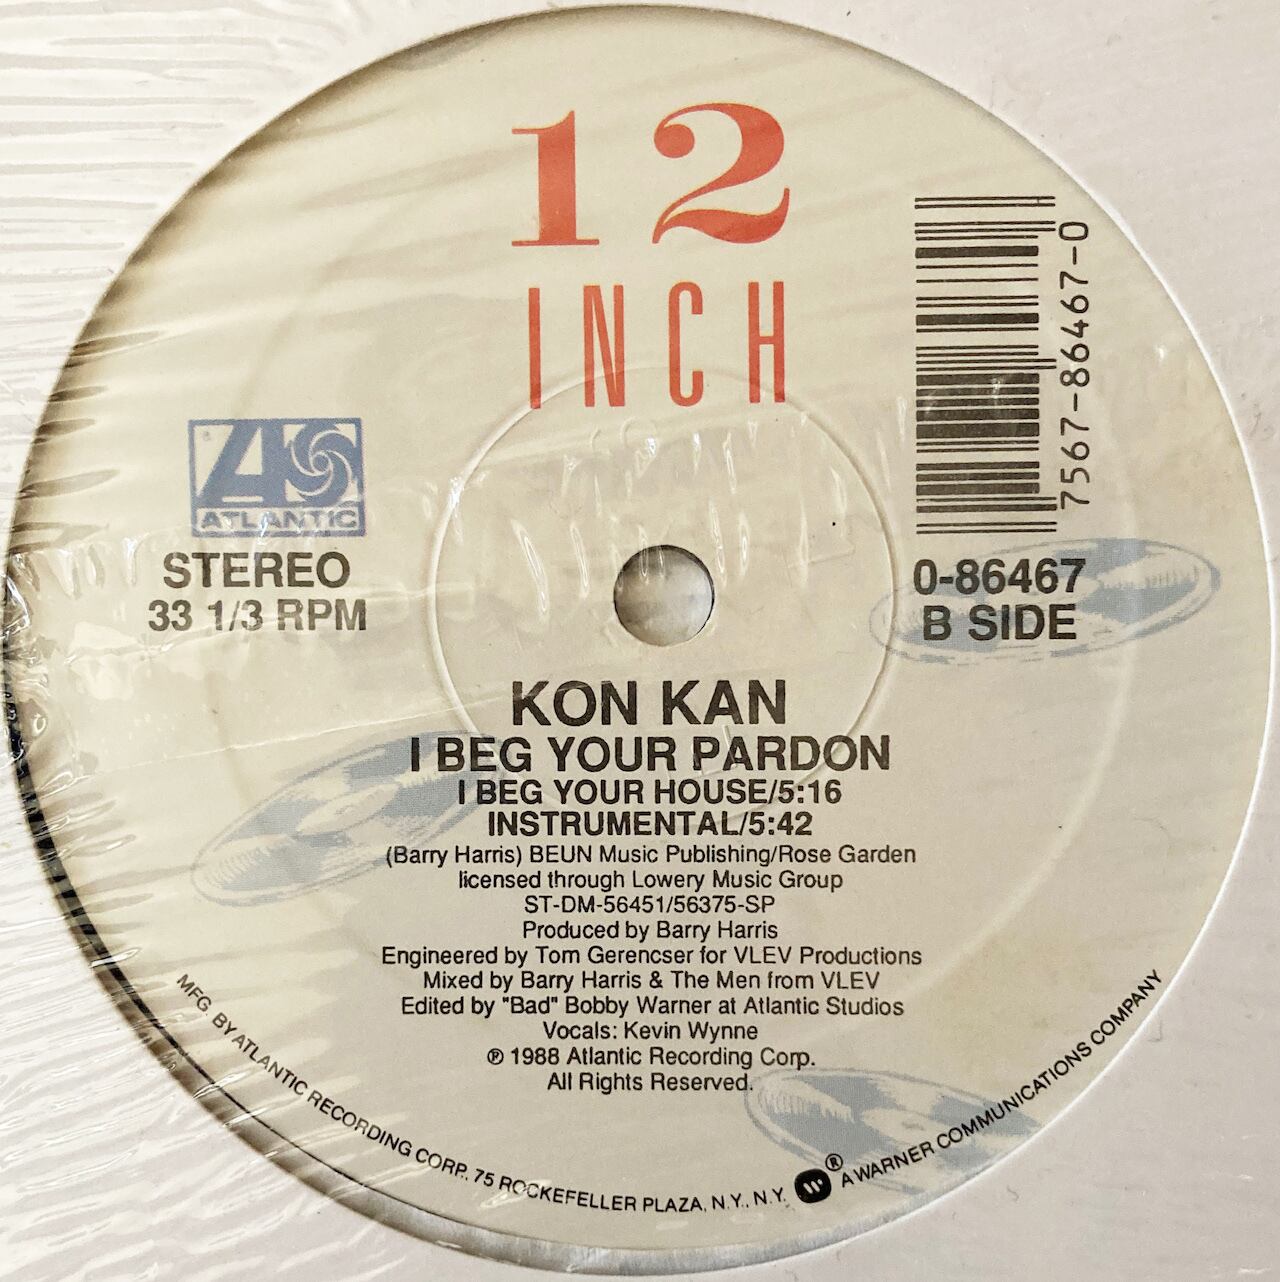 12
INCH
7567-86467-0
ATLANTIC
STEREO
33 1/3 RPM
0-86467
B SIDE
KON KAN
I BEG YOUR PARDON
I BEG YOUR HOUSE/5:16
INSTRUMENTAL/5:42
(Barry Harris) BEUN Music Publishing/Rose Garden
licensed through Lowery Music Group
ST-DM-56451/56375-SP
Produced by Barry Harris
Engineered by Tom Gerencser for VLEV Productions
Mixed by Barry Harris & The Men from VLEV
Edited by "Bad" Bobby Warner at Atlantic Studios
Vocals: Kevin Wynne
℗ 1988 Atlantic Recording Corp.
All Rights Reserved.
MFG. BY ATLANTIC RECORDING CORP., 75 ROCKEFELLER PLAZA, N.Y., N.Y. ® A WARNER COMMUNICATIONS COMPANY